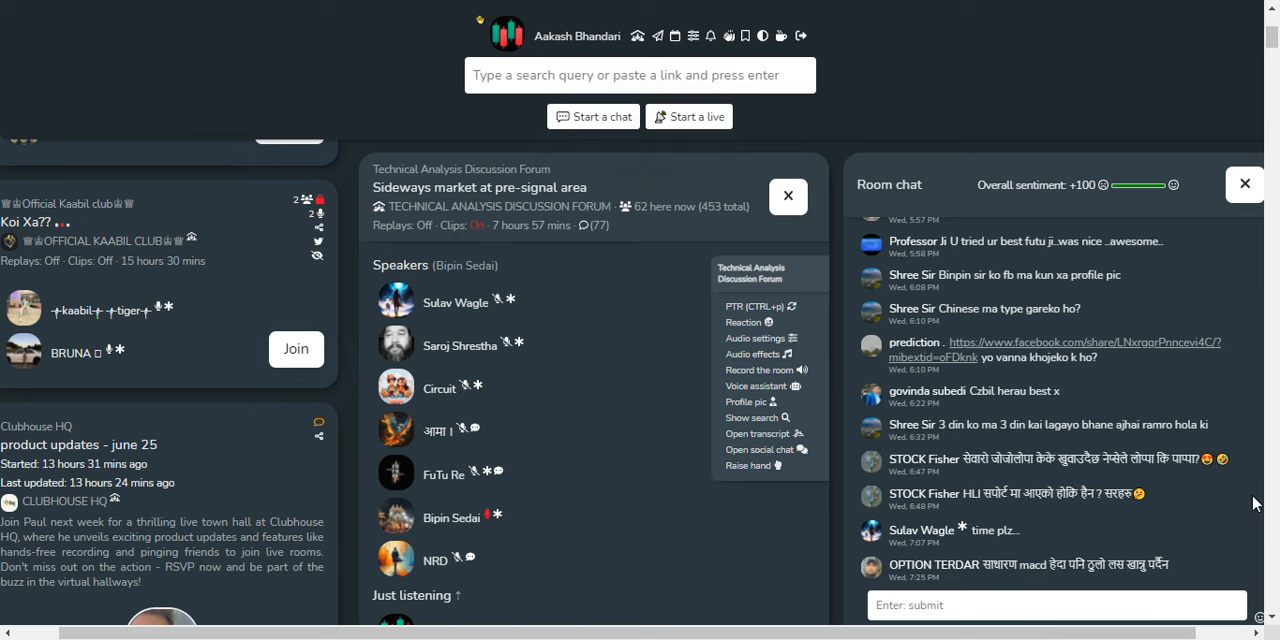 Aakash Bhandari
Type a search query or paste a link and press enter
Start a chat
Start a live
♕♔Official Kaabil club♔♕
Koi Xa??
♕♔OFFICIAL KAABIL CLUB♔♕
Replays: Off · Clips: Off · 15 hours 30 mins
2
2
⸸kaabil⸸ ⸸tiger⸸
BRUNA
Join
Clubhouse HQ
product updates - june 25
Started: 13 hours 31 mins ago
Last updated: 13 hours 24 mins ago
CLUBHOUSE HQ
Join Paul next week for a thrilling live town hall at Clubhouse
HQ, where he unveils exciting product updates and features like
hands-free recording and pinging friends to join live rooms.
Don't miss out on the action - RSVP now and be part of the
buzz in the virtual hallways!
Technical Analysis Discussion Forum
Sideways market at pre-signal area
TECHNICAL ANALYSIS DISCUSSION FORUM · 62 here now (453 total)
Replays: Off · Clips: On · 7 hours 57 mins · (77)
Speakers (Bipin Sedai)
Sulav Wagle
Saroj Shrestha
Circuit
आमा ।
FuTu Re
Bipin Sedai
NRD
Just listening ⇡
Technical Analysis
Discussion Forum
PTR (CTRL+p)
Reaction
Audio settings
Audio effects
Record the room
Voice assistant
Profile pic
Show search
Open transcript
Open social chat
Raise hand
Room chat
Overall sentiment: +100
Wed, 5:57 PM
Professor Ji U tried ur best futu ji..was nice ..awesome..
Wed, 5:58 PM
Shree Sir Binpin sir ko fb ma kun xa profile pic
Wed, 6:08 PM
Shree Sir Chinese ma type gareko ho?
Wed, 6:10 PM
prediction . https://www.facebook.com/share/LNxrgqrPnncevi4C/?
mibextid=oFDknk yo vanna khojeko k ho?
Wed, 6:10 PM
govinda subedi Czbil herau best x
Wed, 6:22 PM
Shree Sir 3 din ko ma 3 din kai lagayo bhane ajhai ramro hola ki
Wed, 6:32 PM
STOCK Fisher सेवारो जोजोलोपा केके खुवाउदैछ नेप्सेले लोप्पा कि पाप्पा?😍 🤣
Wed, 6:47 PM
STOCK Fisher HLI सपोर्ट मा आएको होकि हैन ? सरहरु🤔
Wed, 6:48 PM
Sulav Wagle * time plz...
Wed, 7:07 PM
OPTION TERDAR साधारण macd हेदा पनि ठुलो लस खान्नु पर्दैन
Wed, 7:25 PM
Enter: submit